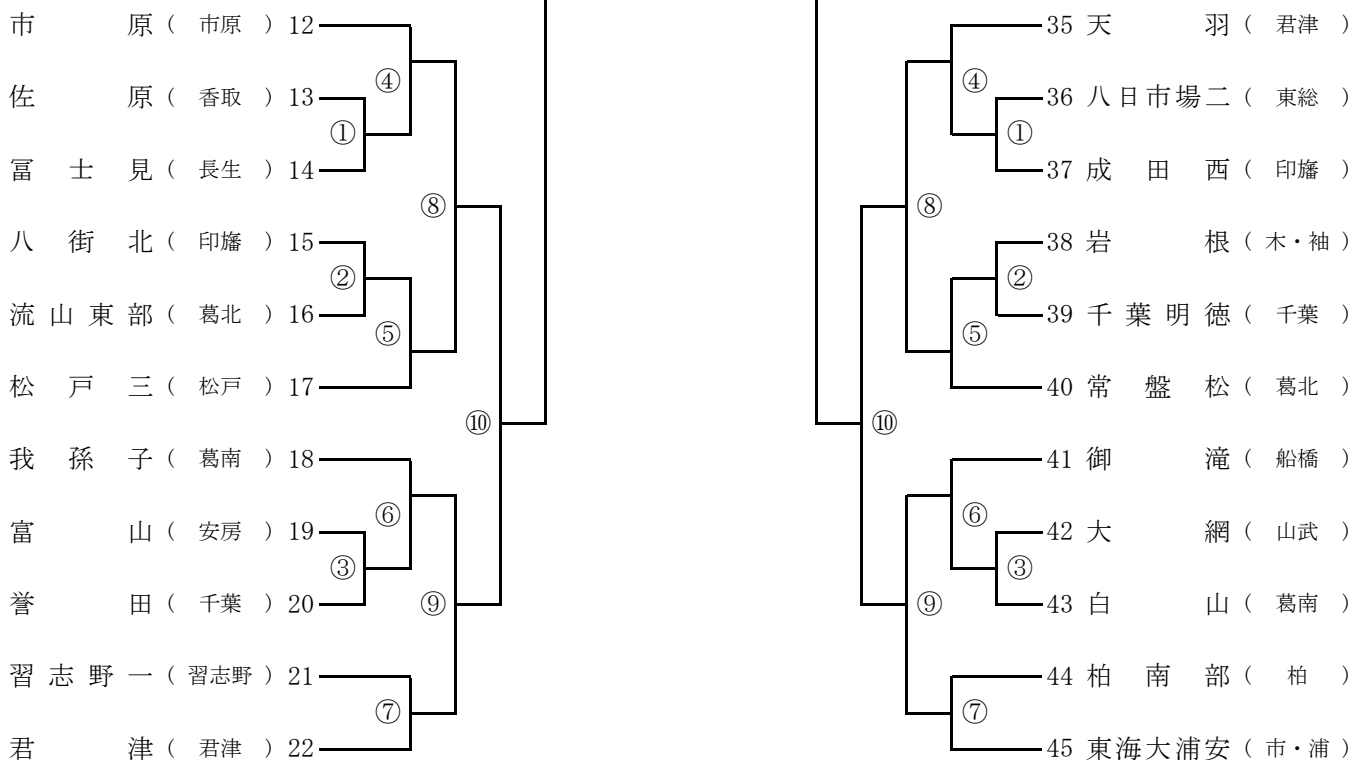 市原（市原）12
④
佐原（香取）13
①
冨士見（長生）14
⑧
八街北（印旛）15
②
流山東部（葛北）16
⑤
松戸三（松戸）17
⑩
我孫子（葛南）18
⑥
富山（安房）19
③
誉田（千葉）20
⑨
習志野一（習志野）21
⑦
君津（君津）22
35 天羽（君津）
④
36 八日市場二（東総）
①
37 成田西（印旛）
⑧
38 岩根（木・袖）
②
39 千葉明徳（千葉）
⑤
40 常盤松（葛北）
⑩
41 御滝（船橋）
⑥
42 大網（山武）
③
43 白山（葛南）
⑨
44 柏南部（柏）
⑦
45 東海大浦安（市・浦）